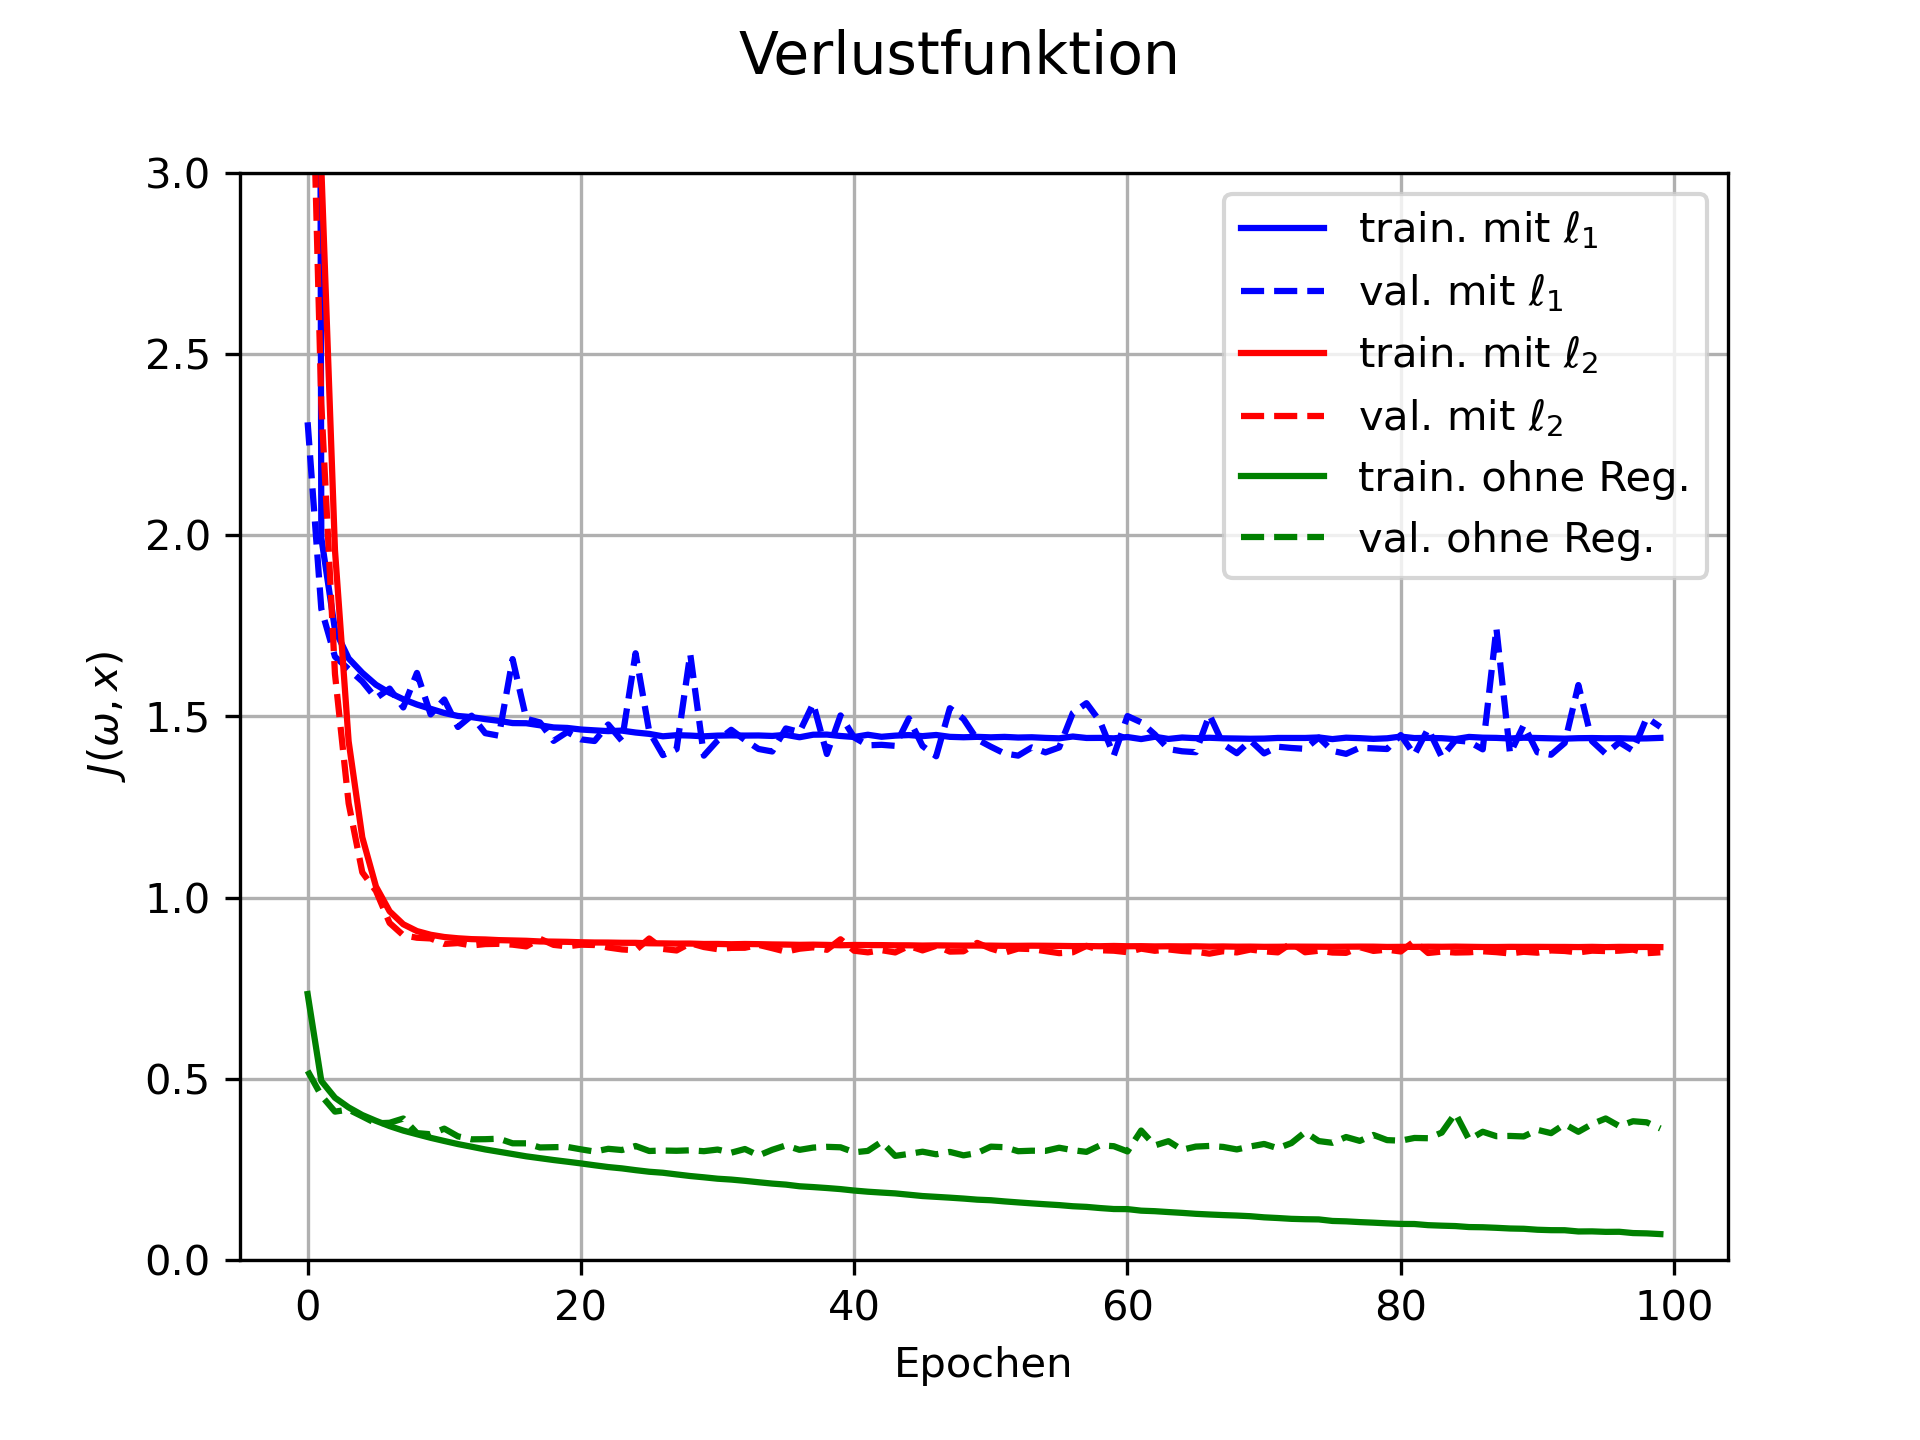 Verlustfunktion
3.0
2.5
2.0
1.5
1.0
0.5
0.0
J(ω, x)
train. mit ℓ₁
val. mit ℓ₁
train. mit ℓ₂
val. mit ℓ₂
train. ohne Reg.
val. ohne Reg.
0 20 40 60 80 100
Epochen